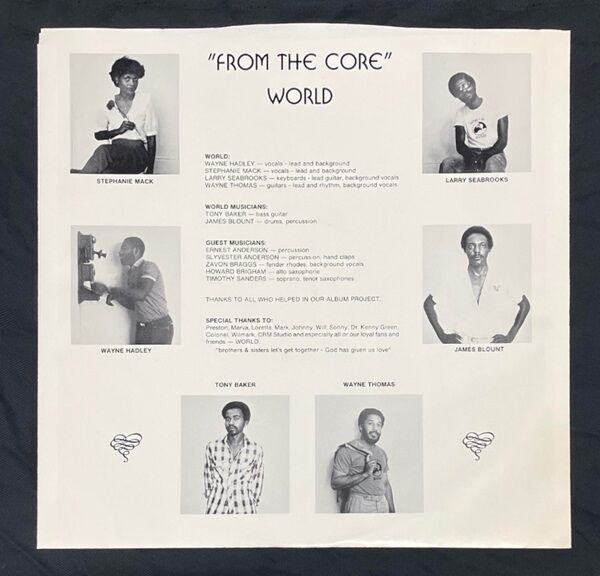 "FROM THE CORE"
WORLD
STEPHANIE MACK
LARRY SEABROOKS
WORLD:
WAYNE HADLEY — vocals - lead and background
STEPHANIE MACK — vocals - lead and background
LARRY SEABROOKS — keyboards - lead guitar, background vocals
WAYNE THOMAS — guitars - lead and rhythm, background vocals
WORLD MUSICIANS:
TONY BAKER — bass guitar
JAMES BLOUNT — drums, percussion
GUEST MUSICIANS:
ERNEST ANDERSON — percussion
SLYVESTER ANDERSON — percussion, hand claps
ZAVON BRAGGS — fender rhodes, background vocals
HOWARD BRIGHAM — alto saxophone
TIMOTHY SANDERS — soprano, tenor saxophones
THANKS TO ALL WHO HELPED IN OUR ALBUM PROJECT.
SPECIAL THANKS TO:
Preston, Marva, Loretta, Mark, Johnny, Will, Sonny, Dr. Kenny Green,
Colonel, Wilmark, CRM Studio and especially all or our loyal fans and
friends — WORLD.
"brothers & sisters let's get together - God has given us love"
WAYNE HADLEY
JAMES BLOUNT
TONY BAKER
WAYNE THOMAS